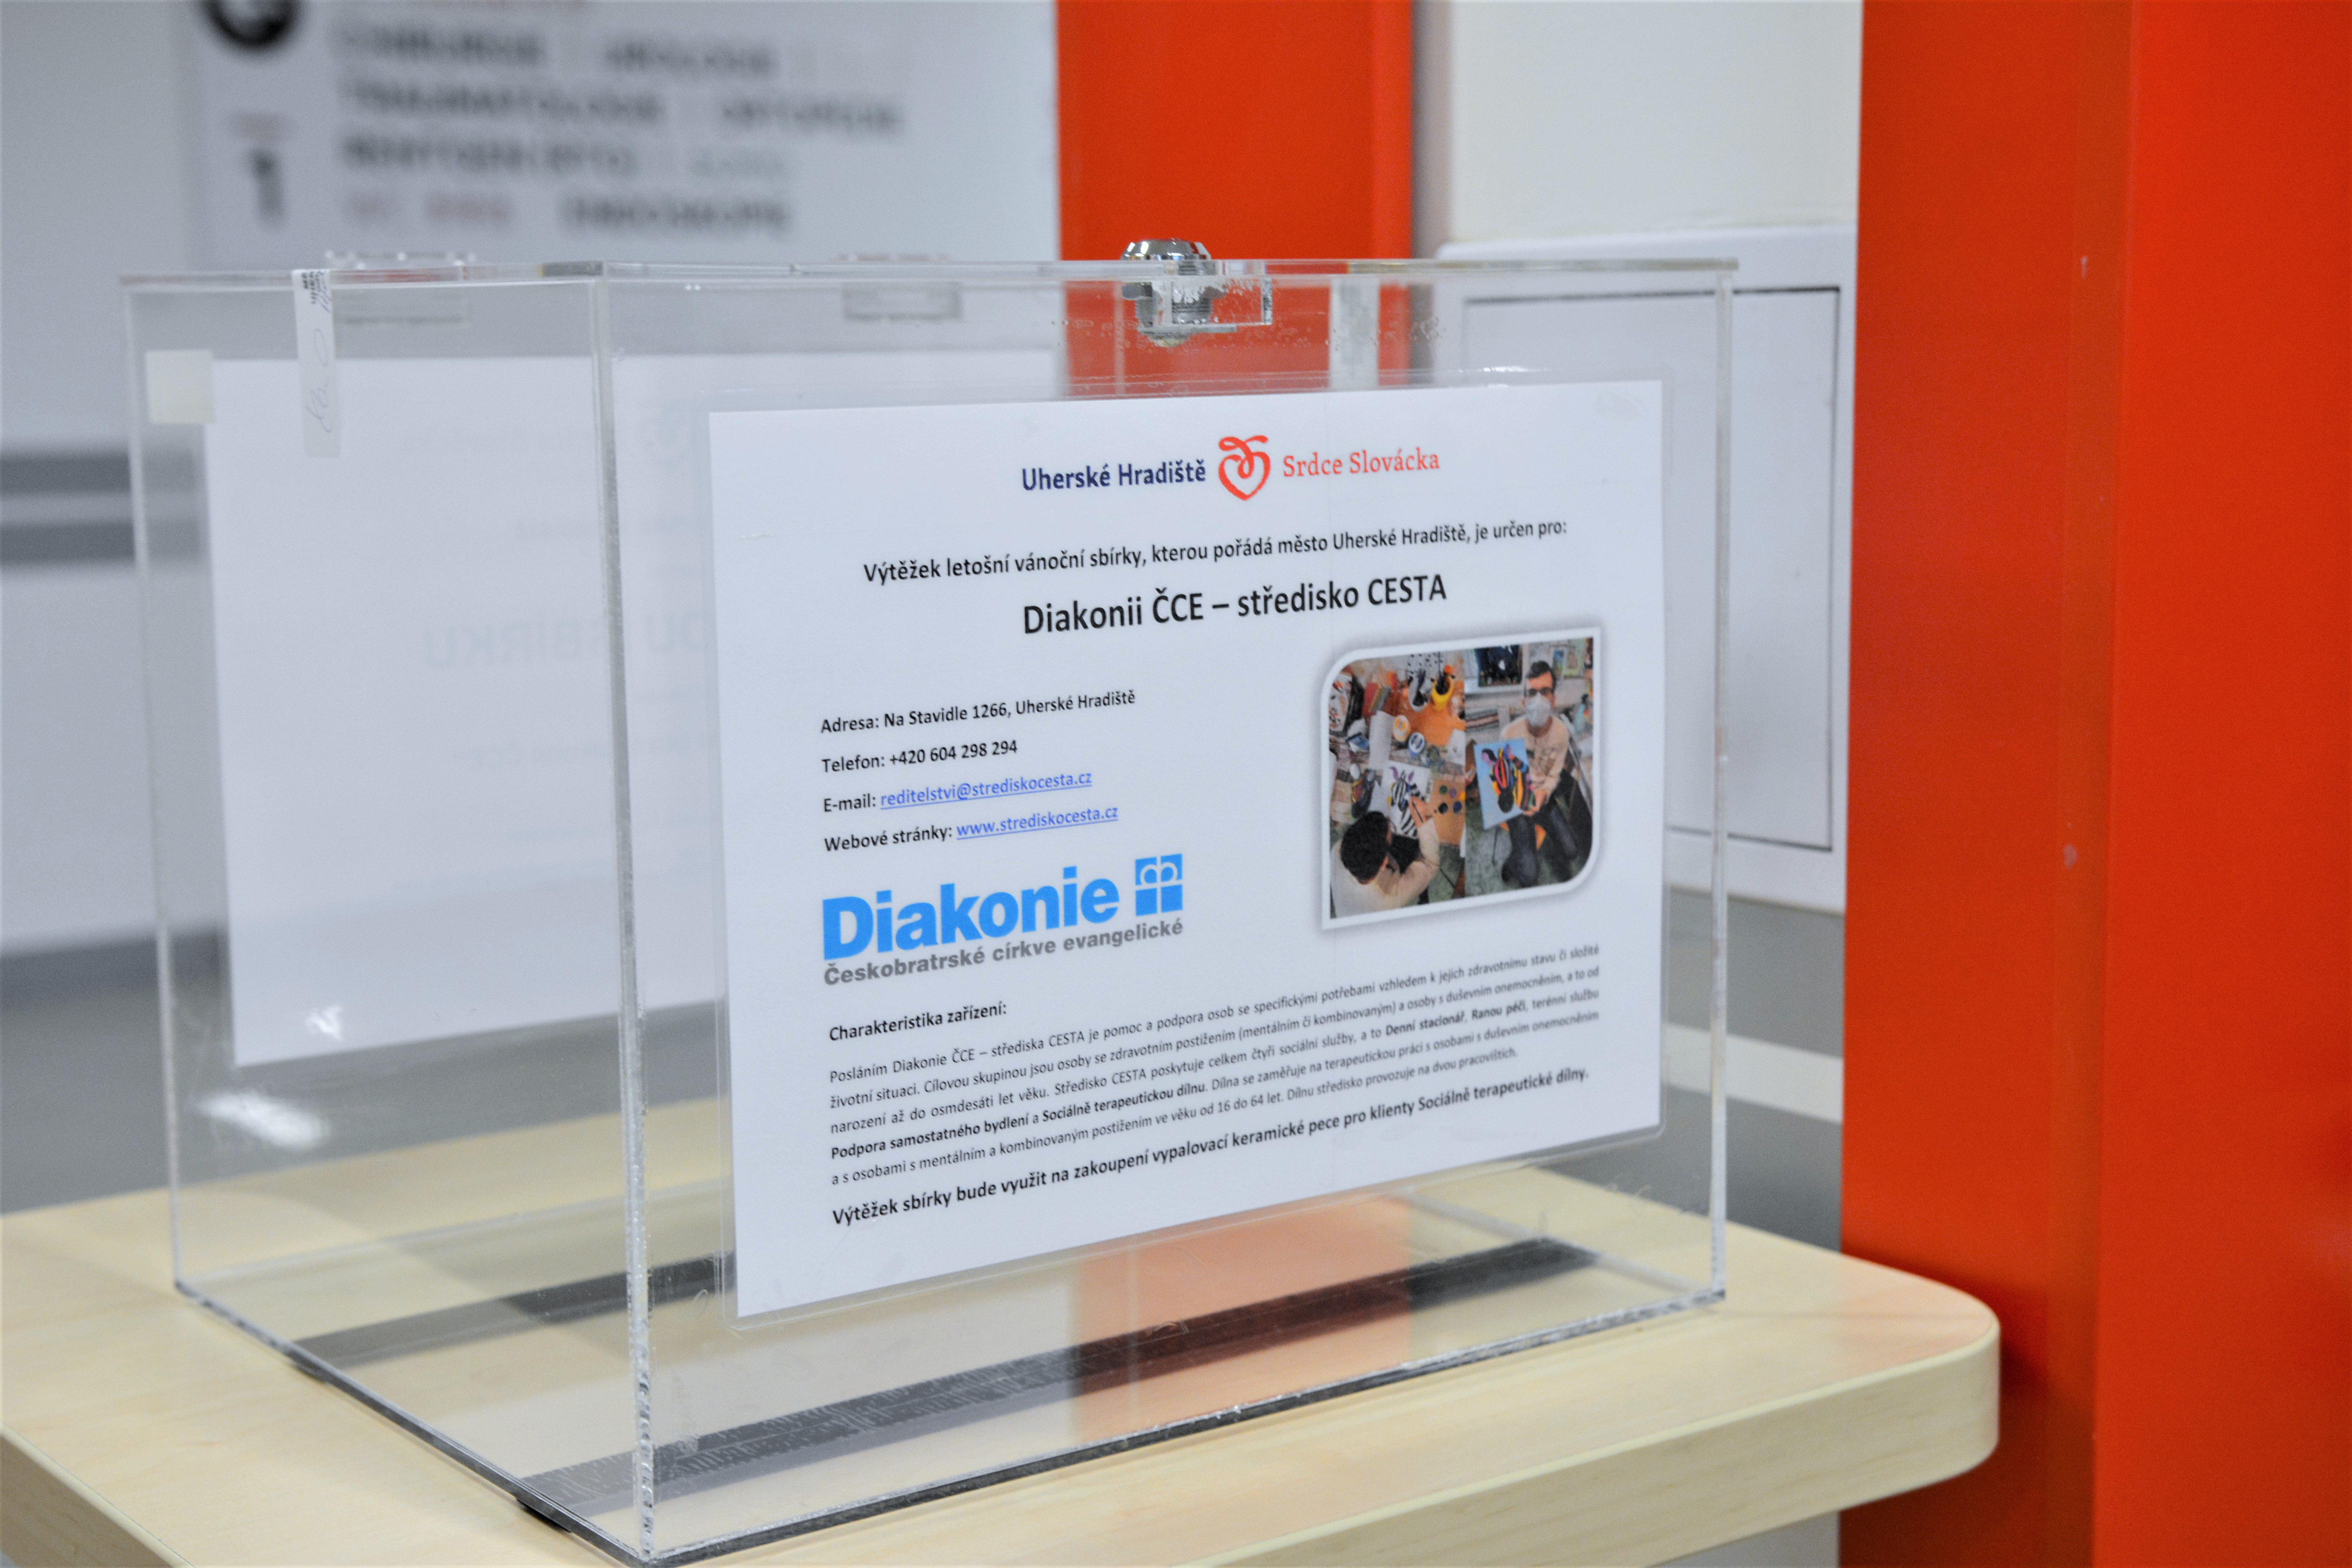 1
Uherské Hradiště Srdce Slovácka
Výtěžek letošní vánoční sbírky, kterou pořádá město Uherské Hradiště, je určen pro:
Diakonii ČCE – středisko CESTA
Adresa: Na Stavidle 1266, Uherské Hradiště
Telefon: +420 604 298 294
E-mail: reditelstvi@strediskocesta.cz
Webové stránky: www.strediskocesta.cz
Diakonie
Českobratrské církve evangelické
Charakteristika zařízení:
Posláním Diakonie ČCE – střediska CESTA je pomoc a podpora osob se specifickými potřebami vzhledem k jejich zdravotnímu stavu či složité
životní situaci. Cílovou skupinou jsou osoby se zdravotním postižením (mentálním či kombinovaným) a osoby s duševním onemocněním, a to od
narození až do osmdesáti let věku. Středisko CESTA poskytuje celkem čtyři sociální služby, a to Denní stacionář, Ranou péči, terénní službu
Podpora samostatného bydlení a Sociálně terapeutickou dílnu. Dílna se zaměřuje na terapeutickou práci s osobami s duševním onemocněním
a s osobami s mentálním a kombinovaným postižením ve věku od 16 do 64 let. Dílnu středisko provozuje na dvou pracovištích.
Výtěžek sbírky bude využit na zakoupení vypalovací keramické pece pro klienty Sociálně terapeutické dílny.